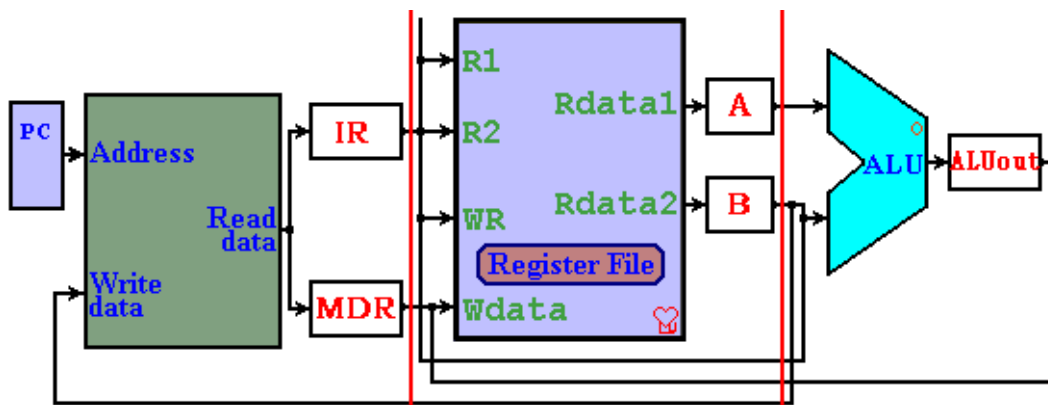 PC
Address
Read
data
Write
data
IR
MDR
R1
R2
WR
Wdata
Rdata1
Rdata2
Register File
A
B
ALU
ALUout